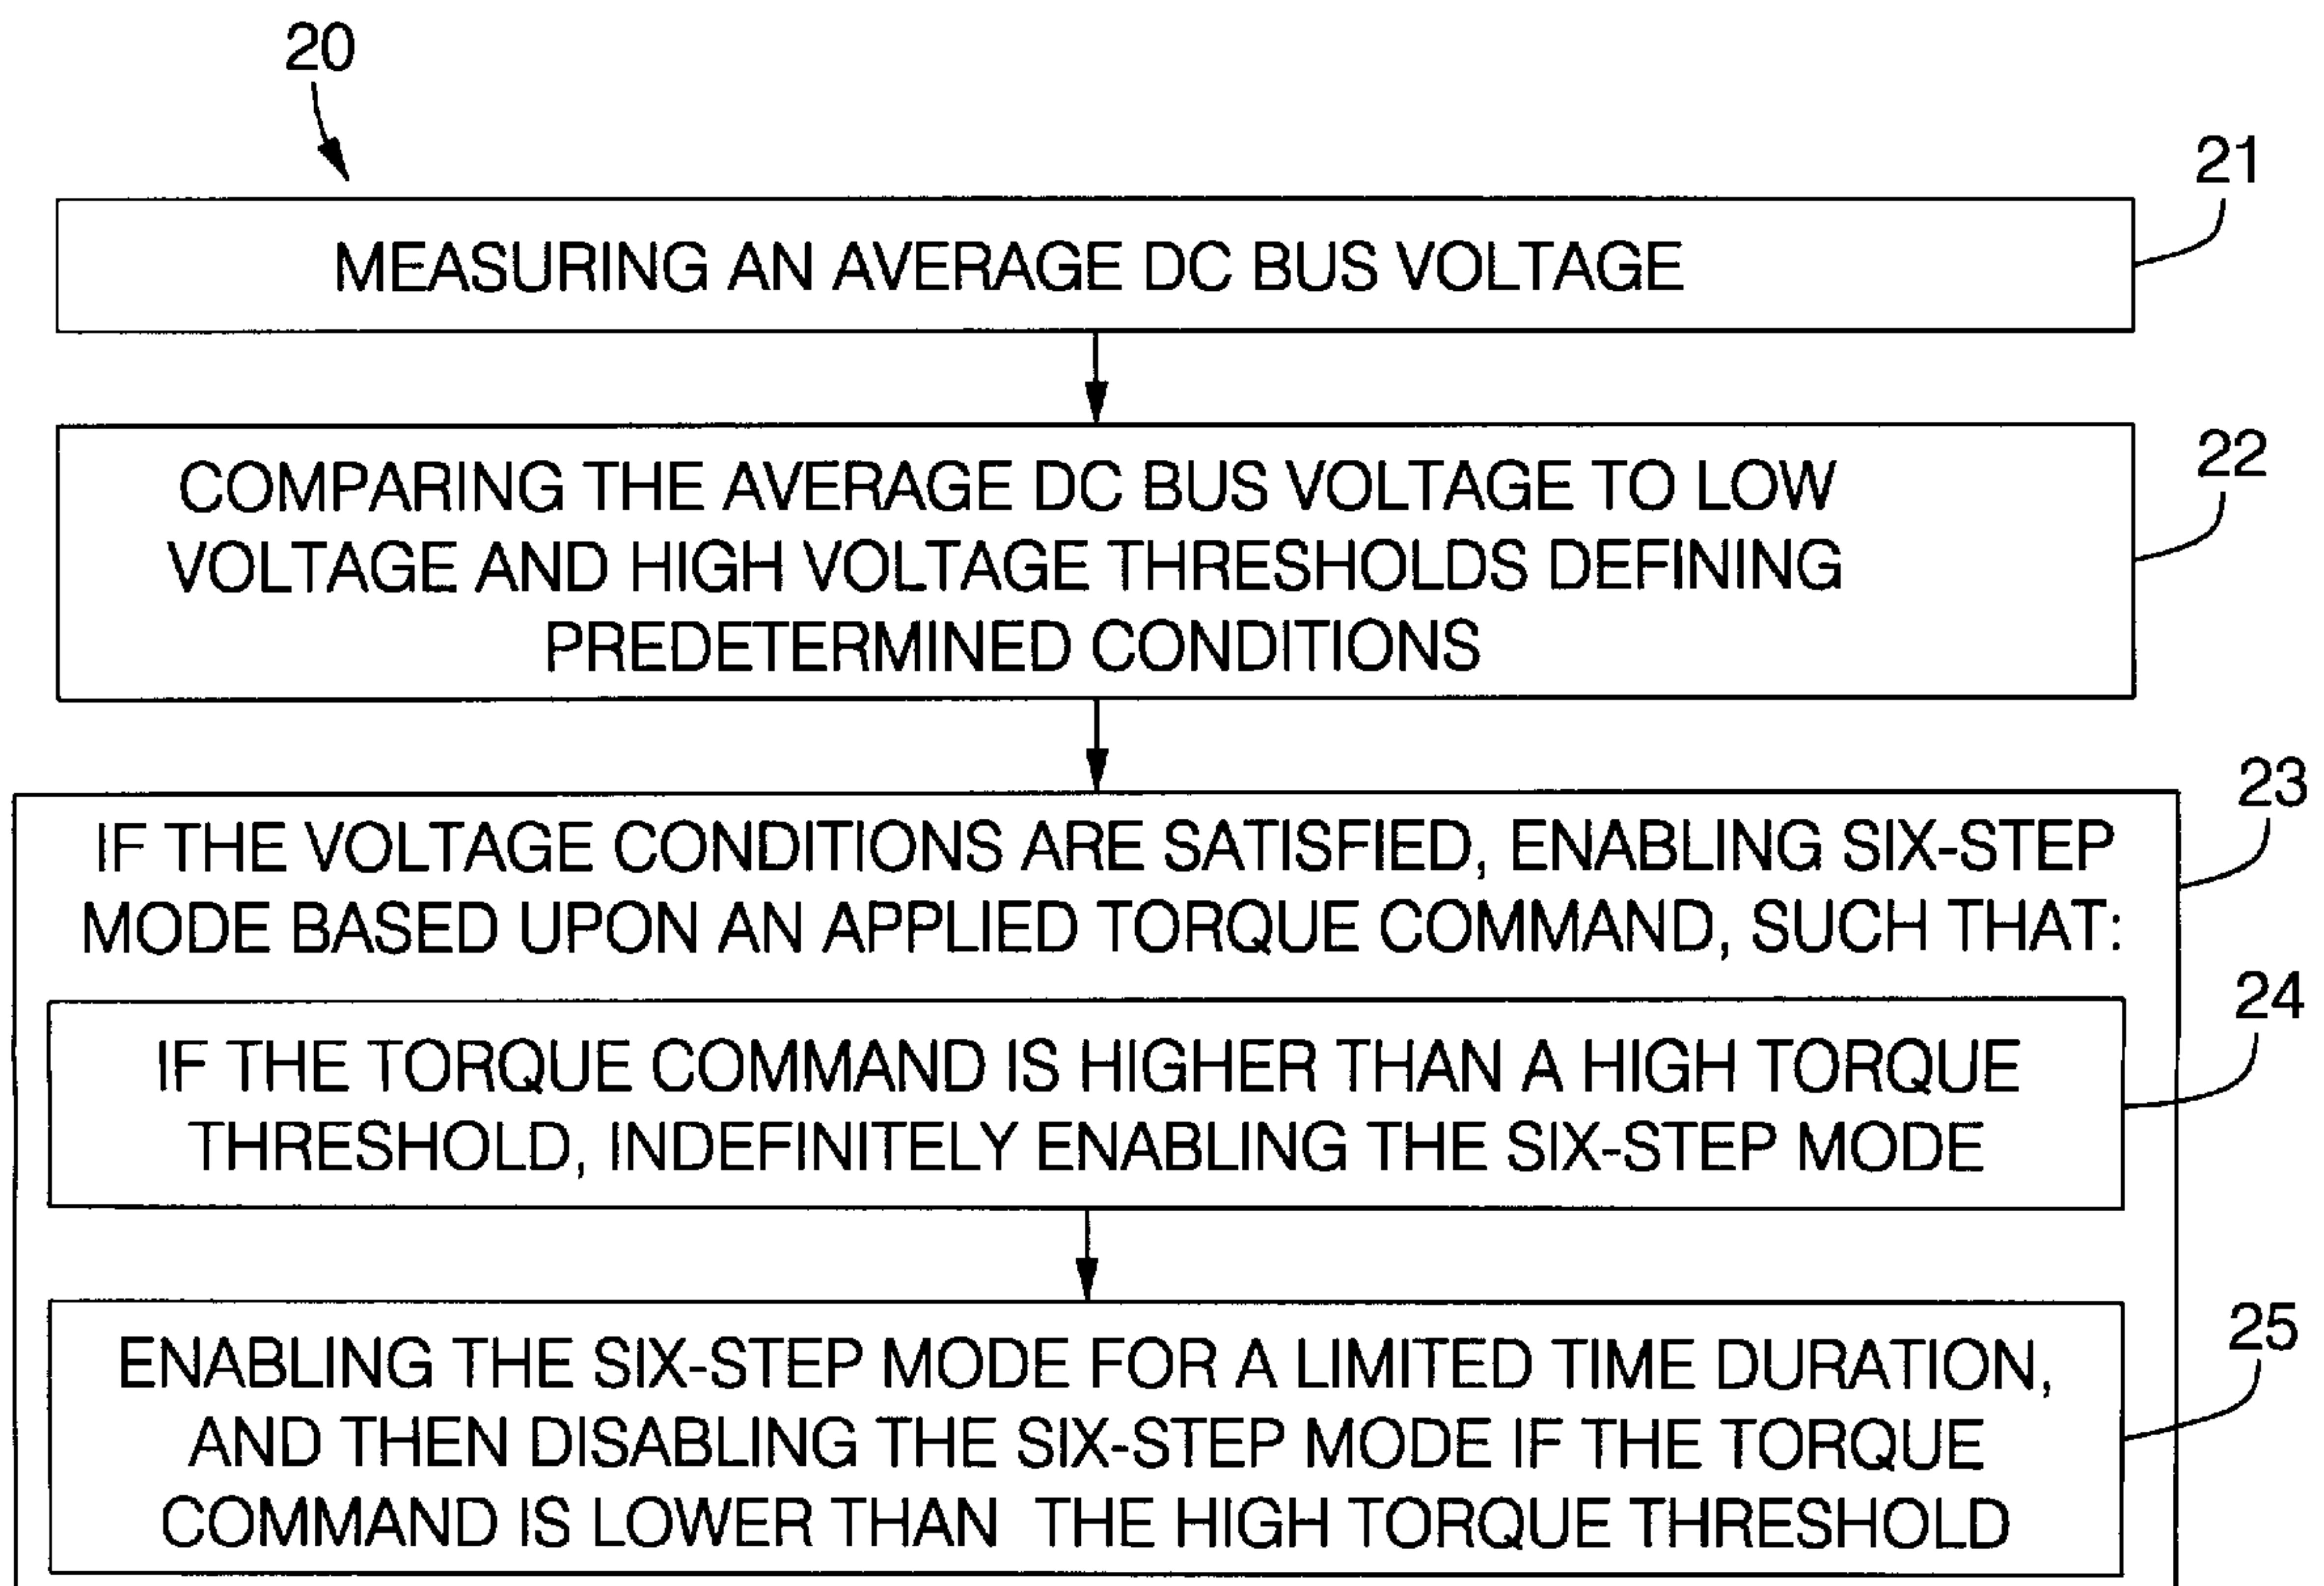 20
21
MEASURING AN AVERAGE DC BUS VOLTAGE
22
COMPARING THE AVERAGE DC BUS VOLTAGE TO LOW
VOLTAGE AND HIGH VOLTAGE THRESHOLDS DEFINING
PREDETERMINED CONDITIONS
23
IF THE VOLTAGE CONDITIONS ARE SATISFIED, ENABLING SIX-STEP
MODE BASED UPON AN APPLIED TORQUE COMMAND, SUCH THAT:
24
IF THE TORQUE COMMAND IS HIGHER THAN A HIGH TORQUE
THRESHOLD, INDEFINITELY ENABLING THE SIX-STEP MODE
25
ENABLING THE SIX-STEP MODE FOR A LIMITED TIME DURATION,
AND THEN DISABLING THE SIX-STEP MODE IF THE TORQUE
COMMAND IS LOWER THAN THE HIGH TORQUE THRESHOLD